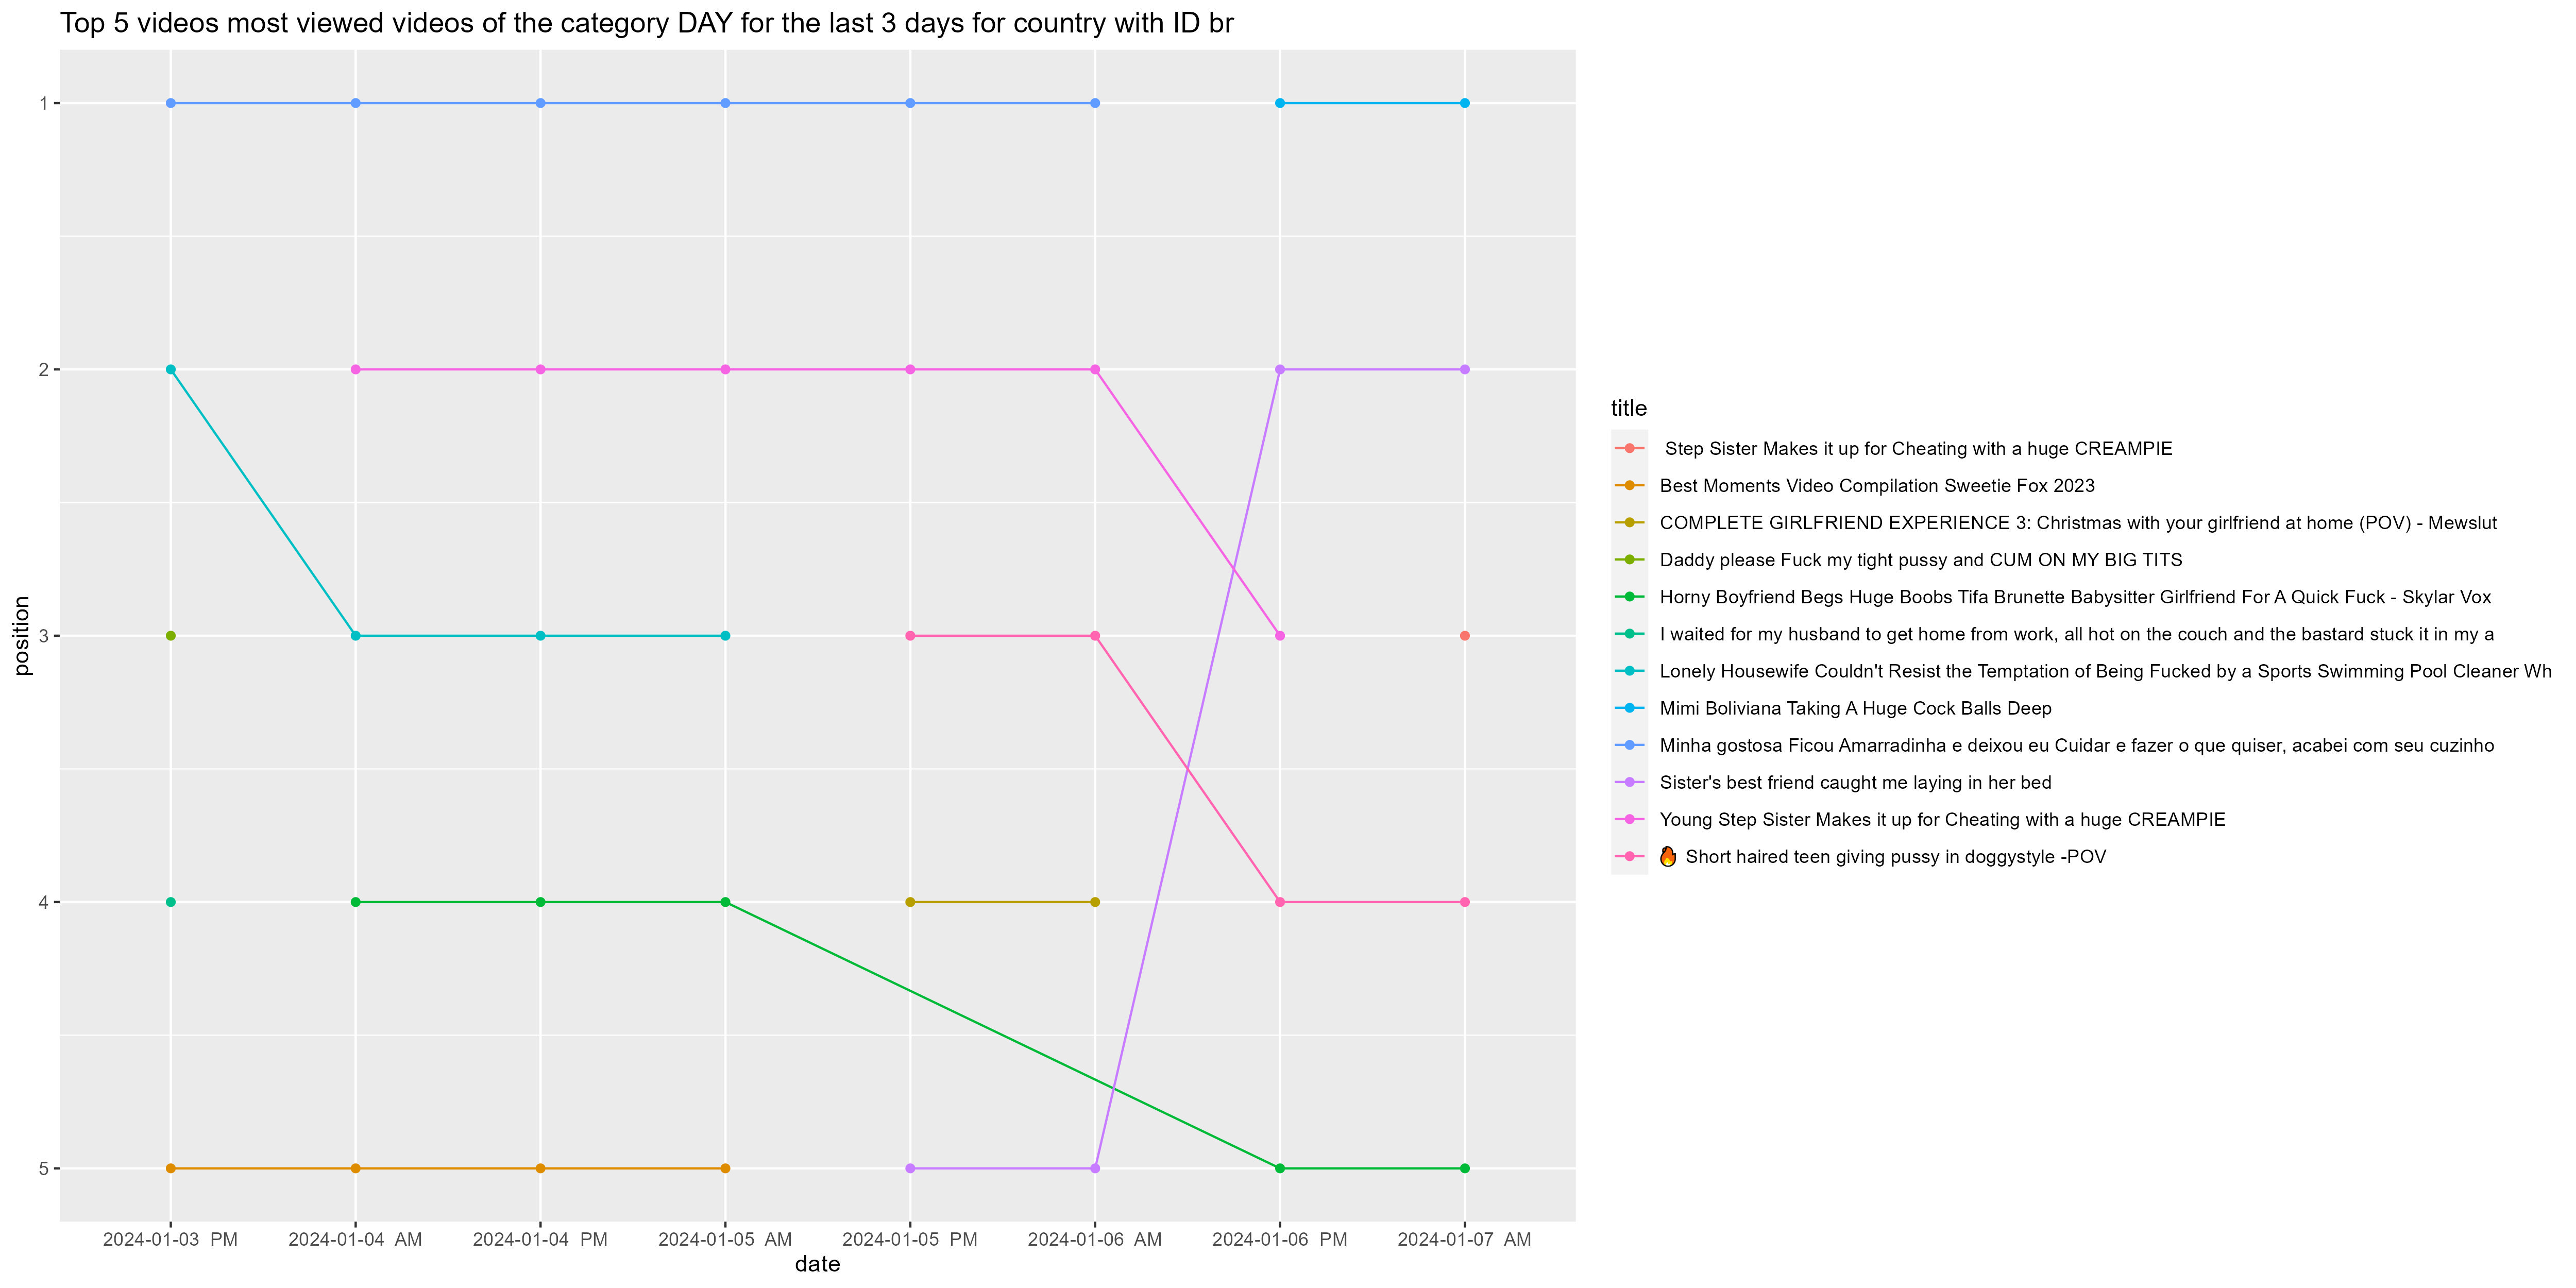 Top 5 videos most viewed videos of the category DAY for the last 3 days for country with ID br
position
1
2
3
4
5
2024-01-03 PM
2024-01-04 AM
2024-01-04 PM
2024-01-05 AM
2024-01-05 PM
2024-01-06 AM
2024-01-06 PM
2024-01-07 AM
date
title
Step Sister Makes it up for Cheating with a huge CREAMPIE
Best Moments Video Compilation Sweetie Fox 2023
COMPLETE GIRLFRIEND EXPERIENCE 3: Christmas with your girlfriend at home (POV) - Mewslut
Daddy please Fuck my tight pussy and CUM ON MY BIG TITS
Horny Boyfriend Begs Huge Boobs Tifa Brunette Babysitter Girlfriend For A Quick Fuck - Skylar Vox
I waited for my husband to get home from work, all hot on the couch and the bastard stuck it in my a
Lonely Housewife Couldn't Resist the Temptation of Being Fucked by a Sports Swimming Pool Cleaner Wh
Mimi Boliviana Taking A Huge Cock Balls Deep
Minha gostosa Ficou Amarradinha e deixou eu Cuidar e fazer o que quiser, acabei com seu cuzinho
Sister's best friend caught me laying in her bed
Young Step Sister Makes it up for Cheating with a huge CREAMPIE
🔥 Short haired teen giving pussy in doggystyle -POV